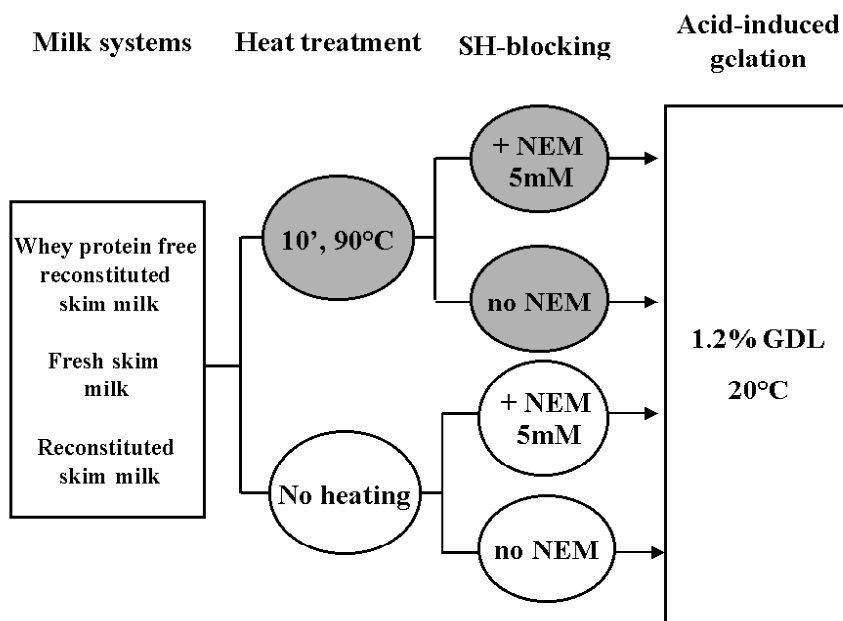 Milk systems
Heat treatment
SH-blocking
Acid-induced
gelation
Whey protein free
reconstituted
skim milk
Fresh skim
milk
Reconstituted
skim milk
10’, 90°C
No heating
+ NEM
5mM
no NEM
+ NEM
5mM
no NEM
1.2% GDL
20°C